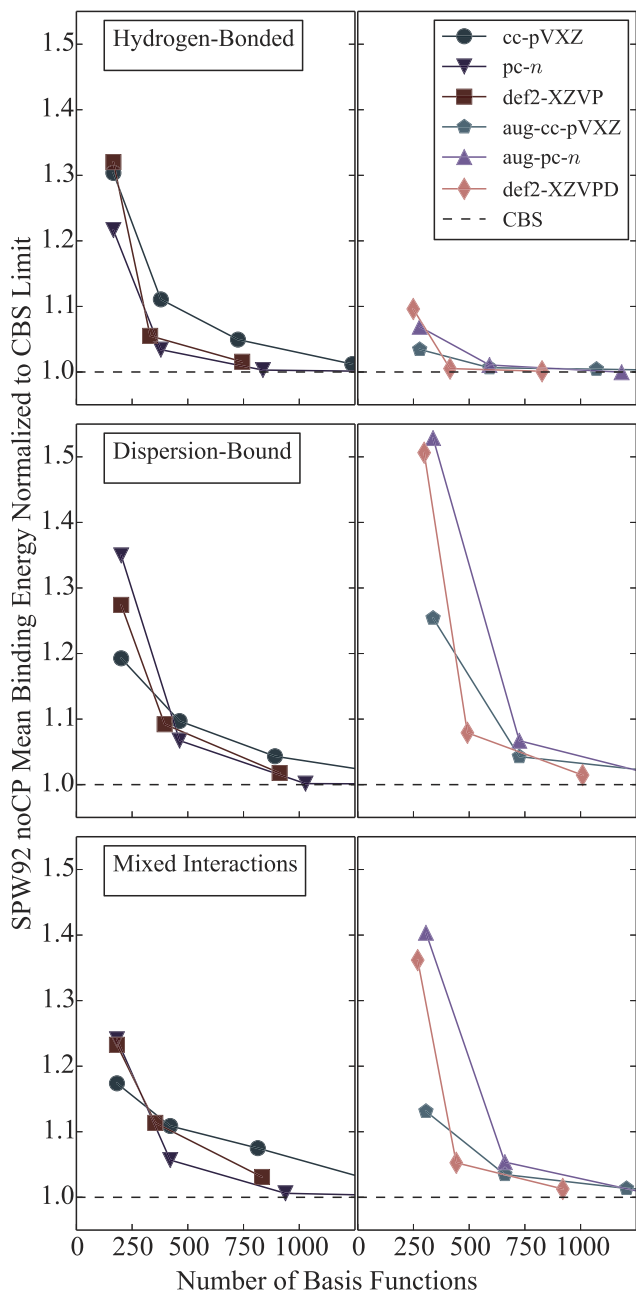 SPW92 noCP Mean Binding Energy Normalized to CBS Limit
Hydrogen-Bonded
1.5
1.4
1.3
1.2
1.1
1.0
cc-pVXZ
pc-n
def2-XZVP
aug-cc-pVXZ
aug-pc-n
def2-XZVPD
CBS
Dispersion-Bound
1.5
1.4
1.3
1.2
1.1
1.0
Mixed Interactions
1.5
1.4
1.3
1.2
1.1
1.0
250 500 750 1000 250 500 750 1000
Number of Basis Functions